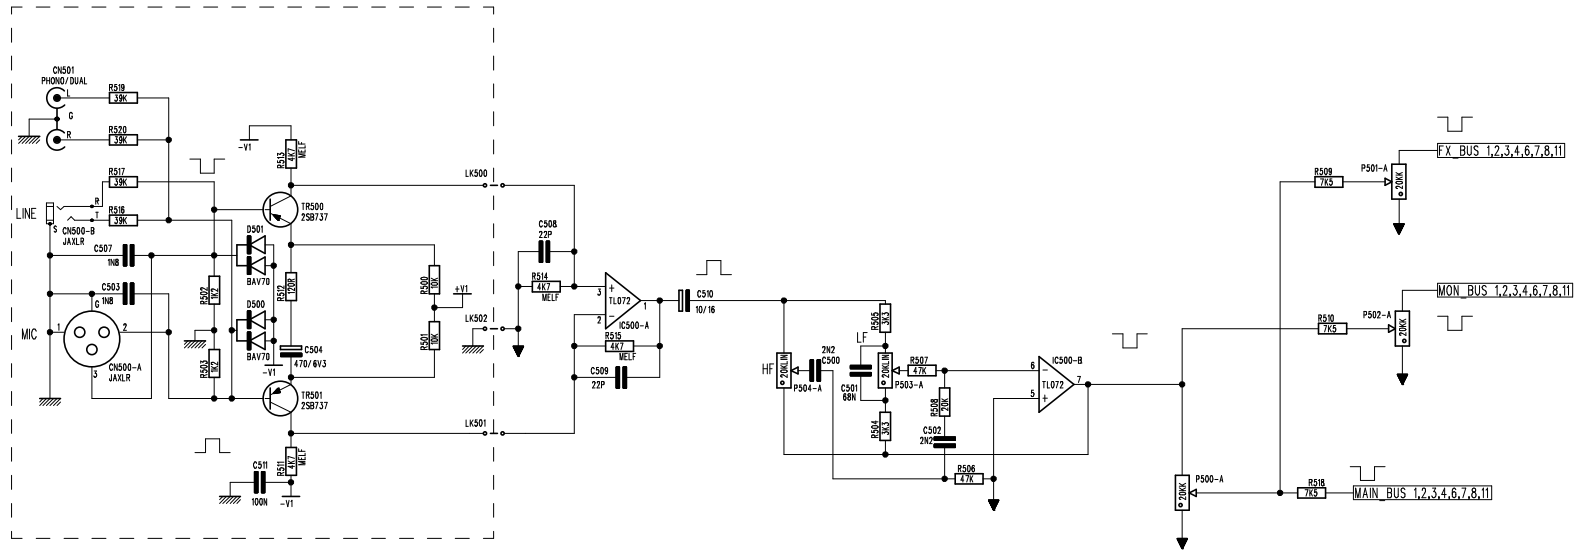 CN501
PHONO/DUAL
L
G
R
R519
39K
R520
39K
R517
39K
R516
39K
LINE
R
T
S
CN500-B
JAXLR
C507
1N8
C503
1N8
MIC
G
1
2
3
CN500-A
JAXLR
R502
1K2
R503
1K2
D501
BAV70
D500
BAV70
-V1
-V1
R513
4K7
MELF
TR500
2SB737
R512
120R
C504
470/6V3
TR501
2SB737
R511
4K7
MELF
C511
100N
-V1
R500
10K
R501
10K
+V1
LK500
LK502
LK501
C508
22P
R514
4K7
MELF
3
+
2
−
1
TL072
IC500-A
R515
4K7
MELF
C509
22P
C510
10/16
HF
20KLIN
P504-A
2N2
C500
R505
3K3
LF
20KLIN
P503-A
C501
68N
R504
3K3
R507
47K
R508
20K
C502
2N2
R506
47K
6
−
5
+
7
IC500-B
TL072
20KK
P500-A
R509
7K5
P501-A
20KK
FX_BUS 1,2,3,4,6,7,8,11
MON_BUS 1,2,3,4,6,7,8,11
R510
7K5
P502-A
20KK
R518
7K5
MAIN_BUS 1,2,3,4,6,7,8,11